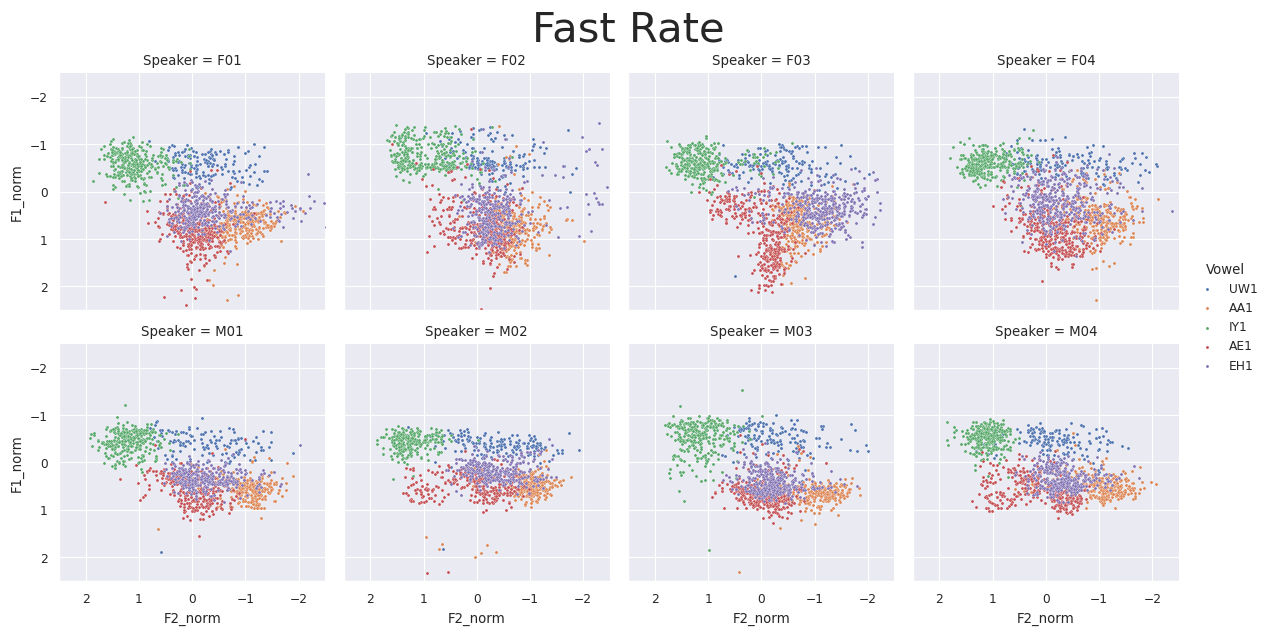 Fast Rate
Speaker = F01
Speaker = F02
Speaker = F03
Speaker = F04
−2
−1
0
1
2
F1_norm
Speaker = M01
Speaker = M02
Speaker = M03
Speaker = M04
−2
−1
0
1
2
F1_norm
2 1 0 −1 −2
2 1 0 −1 −2
2 1 0 −1 −2
2 1 0 −1 −2
F2_norm
F2_norm
F2_norm
F2_norm
Vowel
UW1
AA1
IY1
AE1
EH1